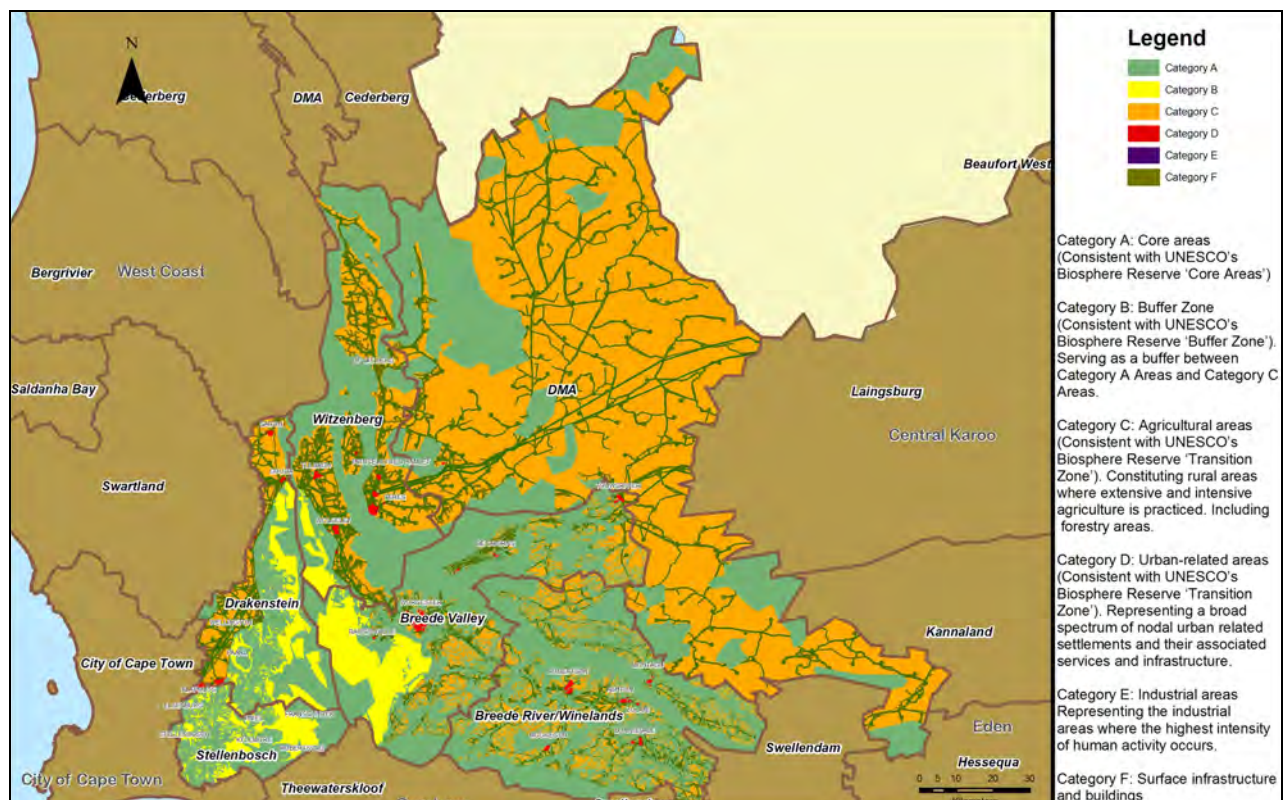 N
Cederberg
DMA
Cederberg
Beaufort West
Bergrivier
West Coast
Saldanha Bay
Witzenberg
DMA
Laingsburg
Central Karoo
Swartland
Drakenstein
Breede Valley
Kannaland
City of Cape Town
Breede River/Winelands
Eden
Stellenbosch
Swellendam
City of Cape Town
Theewaterskloof
Hessequa
0 5 10 20 30 40
Legend
Category A
Category B
Category C
Category D
Category E
Category F
Category A: Core areas
(Consistent with UNESCO's
Biosphere Reserve 'Core Areas')
Category B: Buffer Zone
(Consistent with UNESCO's
Biosphere Reserve 'Buffer Zone').
Serving as a buffer between
Category A Areas and Category C
Areas.
Category C: Agricultural areas
(Consistent with UNESCO's
Biosphere Reserve 'Transition
Zone'). Constituting rural areas
where extensive and intensive
agriculture is practiced. Including
forestry areas.
Category D: Urban-related areas
(Consistent with UNESCO's
Biosphere Reserve 'Transition
Zone'). Representing a broad
spectrum of nodal urban related
settlements and their associated
services and infrastructure.
Category E: Industrial areas
Representing the industrial
areas where the highest intensity
of human activity occurs.
Category F: Surface infrastructure
and buildings